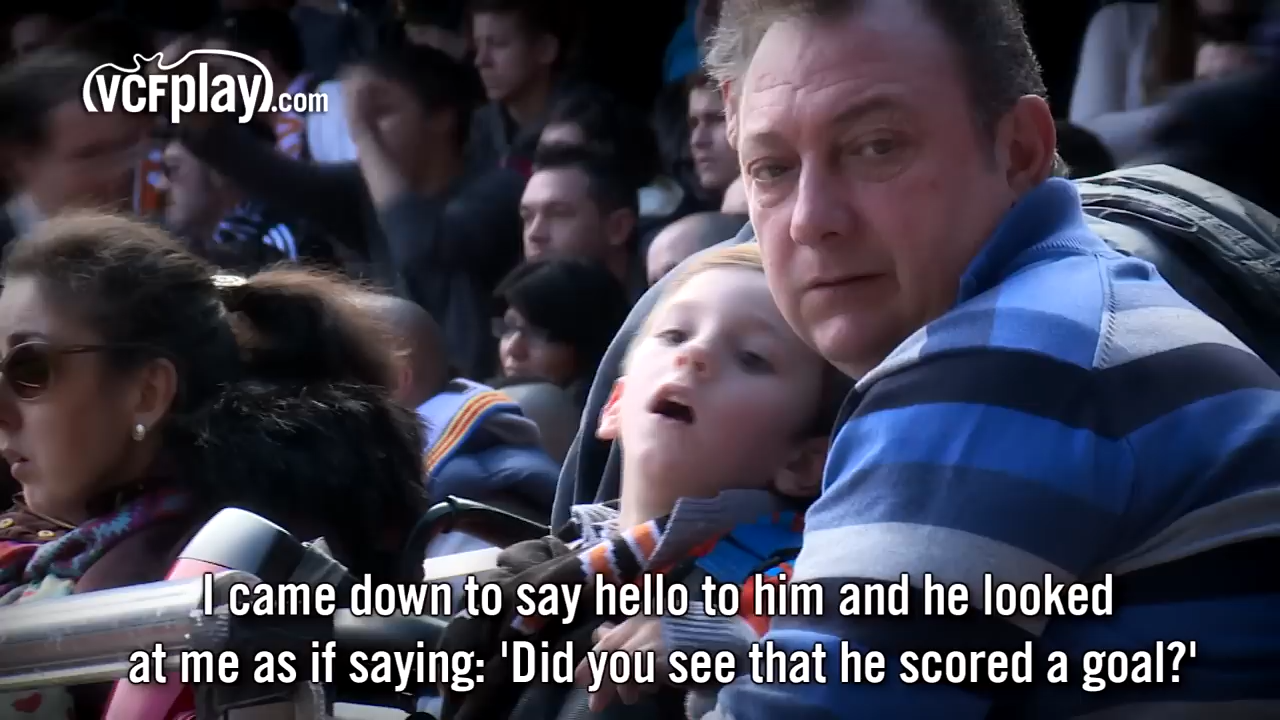 vcfplay.com
I came down to say hello to him and he looked
at me as if saying: 'Did you see that he scored a goal?'